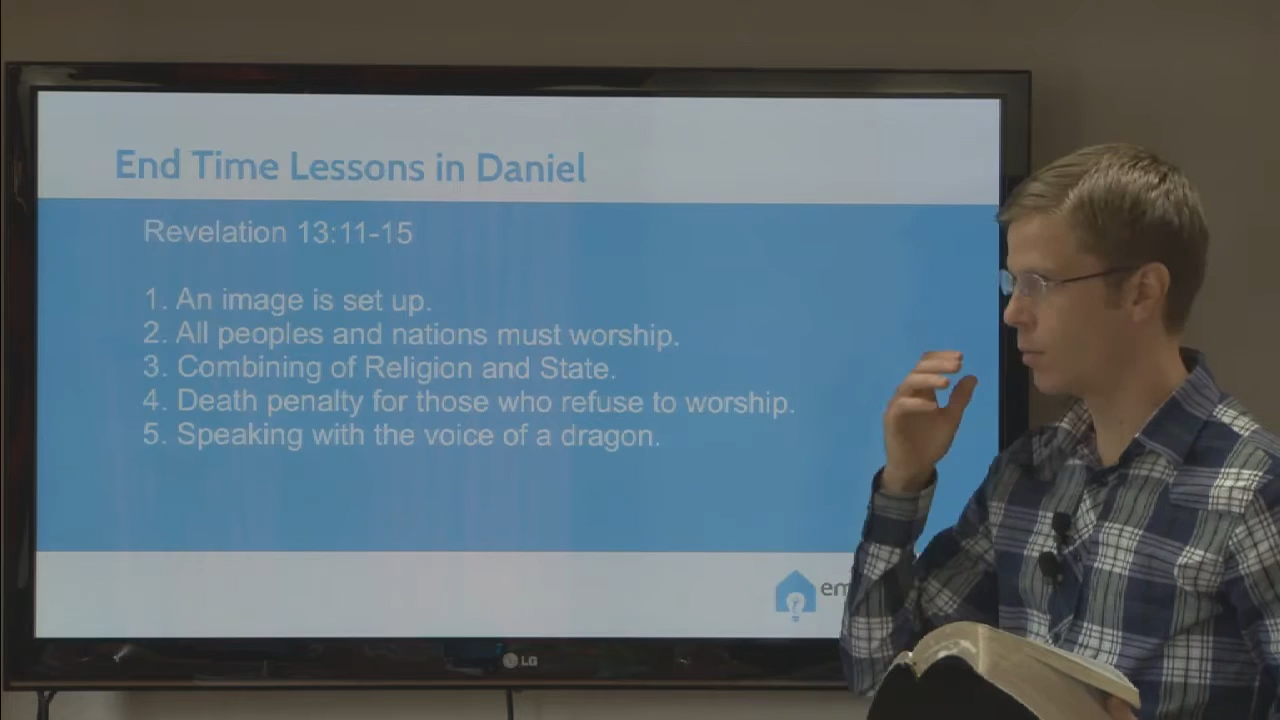 End Time Lessons in Daniel
Revelation 13:11-15
1. An image is set up.
2. All peoples and nations must worship.
3. Combining of Religion and State.
4. Death penalty for those who refuse to worship.
5. Speaking with the voice of a dragon.
em
LG